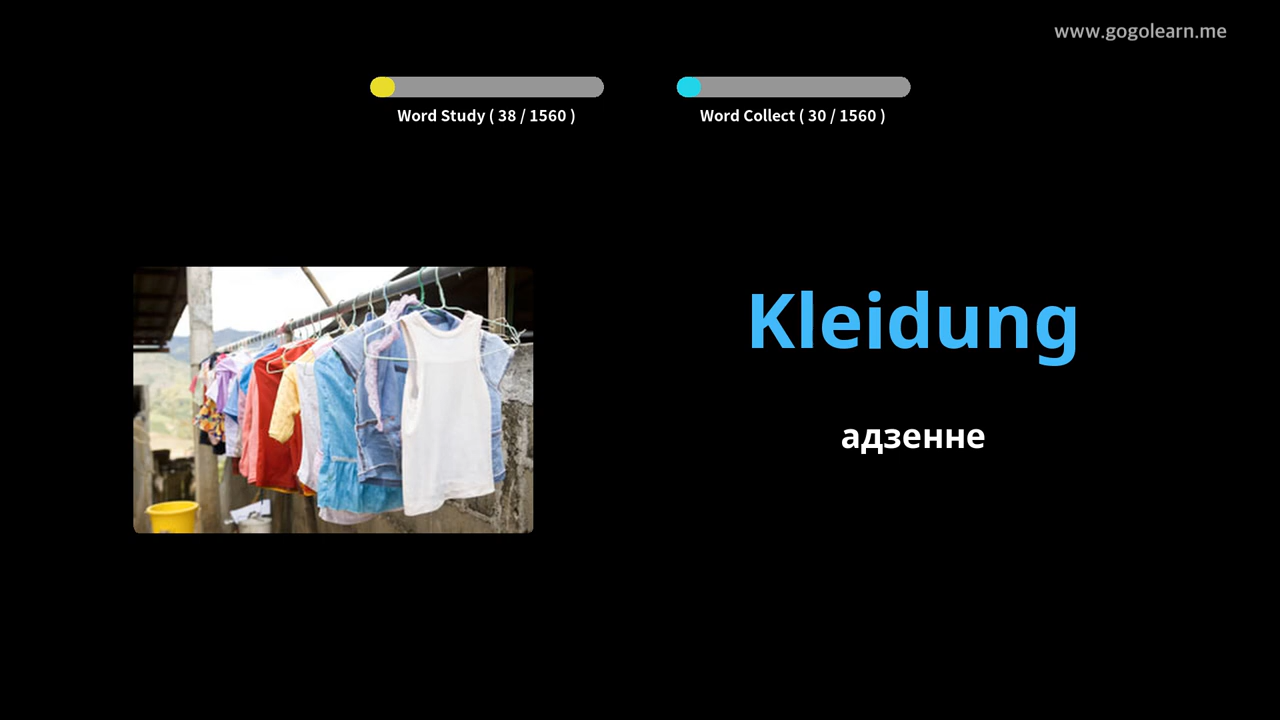 www.gogolearn.me
Word Study ( 38 / 1560 )
Word Collect ( 30 / 1560 )
Kleidung
адзенне